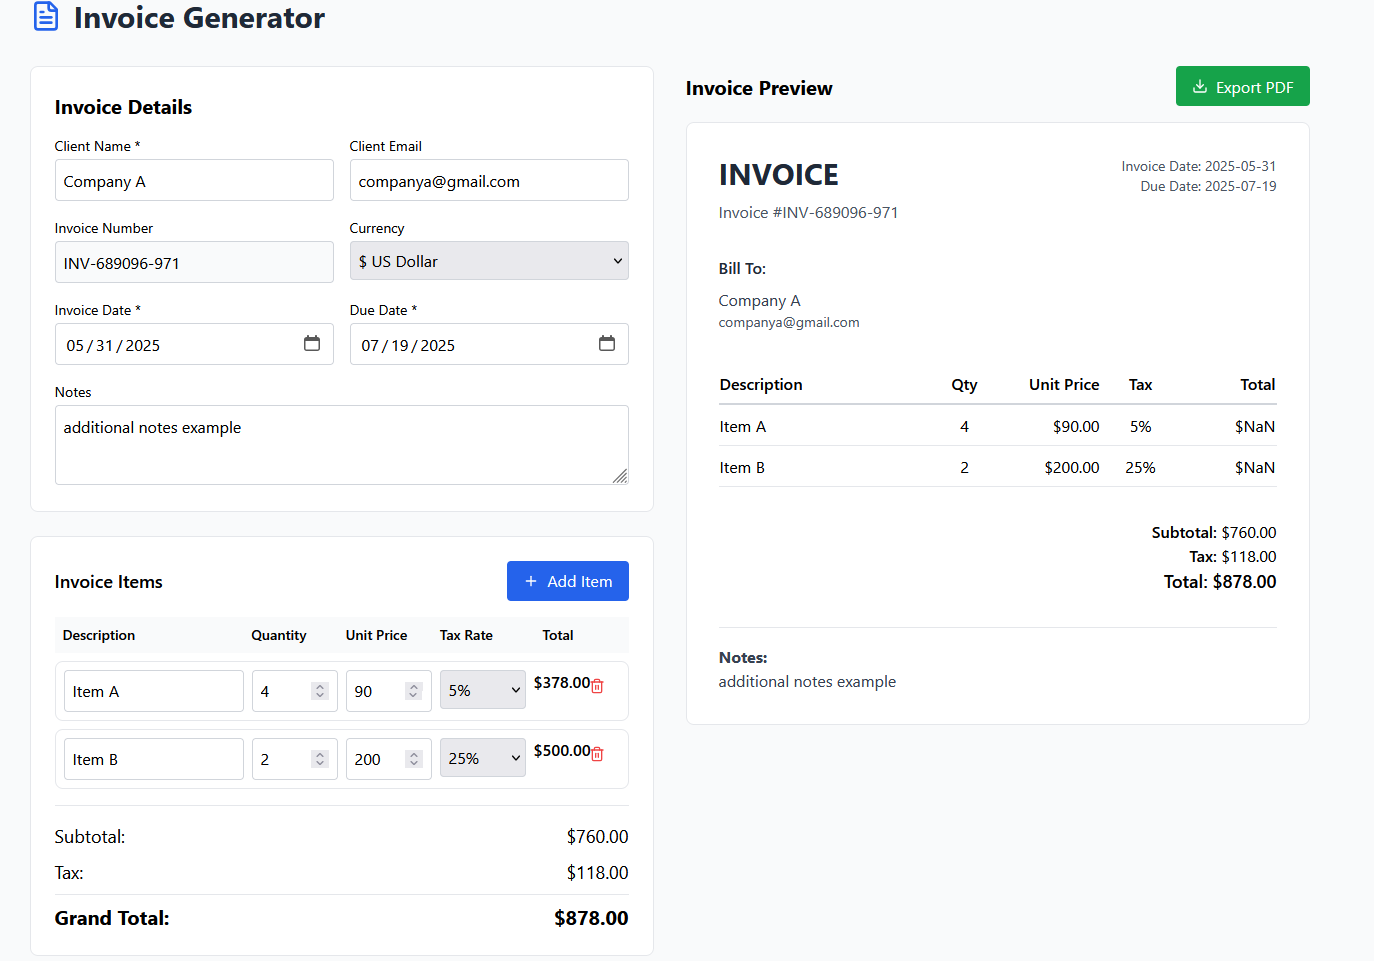 Invoice Generator
Invoice Details
Client Name *
Client Email
Company A
companya@gmail.com
Invoice Number
Currency
INV-689096-971
$ US Dollar
Invoice Date *
Due Date *
05/31/2025
07/19/2025
Notes
additional notes example
Invoice Items
+ Add Item
Description Quantity Unit Price Tax Rate Total
Item A 4 90 5% $378.00
Item B 2 200 25% $500.00
Subtotal: $760.00
Tax: $118.00
Grand Total: $878.00
Invoice Preview
Export PDF
INVOICE
Invoice #INV-689096-971
Invoice Date: 2025-05-31
Due Date: 2025-07-19
Bill To:
Company A
companya@gmail.com
Description Qty Unit Price Tax Total
Item A 4 $90.00 5% $NaN
Item B 2 $200.00 25% $NaN
Subtotal: $760.00
Tax: $118.00
Total: $878.00
Notes:
additional notes example